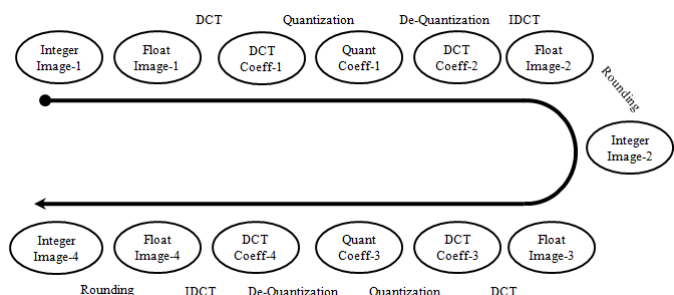 DCT Quantization De-Quantization IDCT
Integer Float DCT Quant DCT Float
Image-1 Image-1 Coeff-1 Coeff-1 Coeff-2 Image-2
Rounding
Integer
Image-2
Integer Float DCT Quant DCT Float
Image-4 Image-4 Coeff-4 Coeff-3 Coeff-3 Image-3
Rounding IDCT De-Quantization Quantization DCT